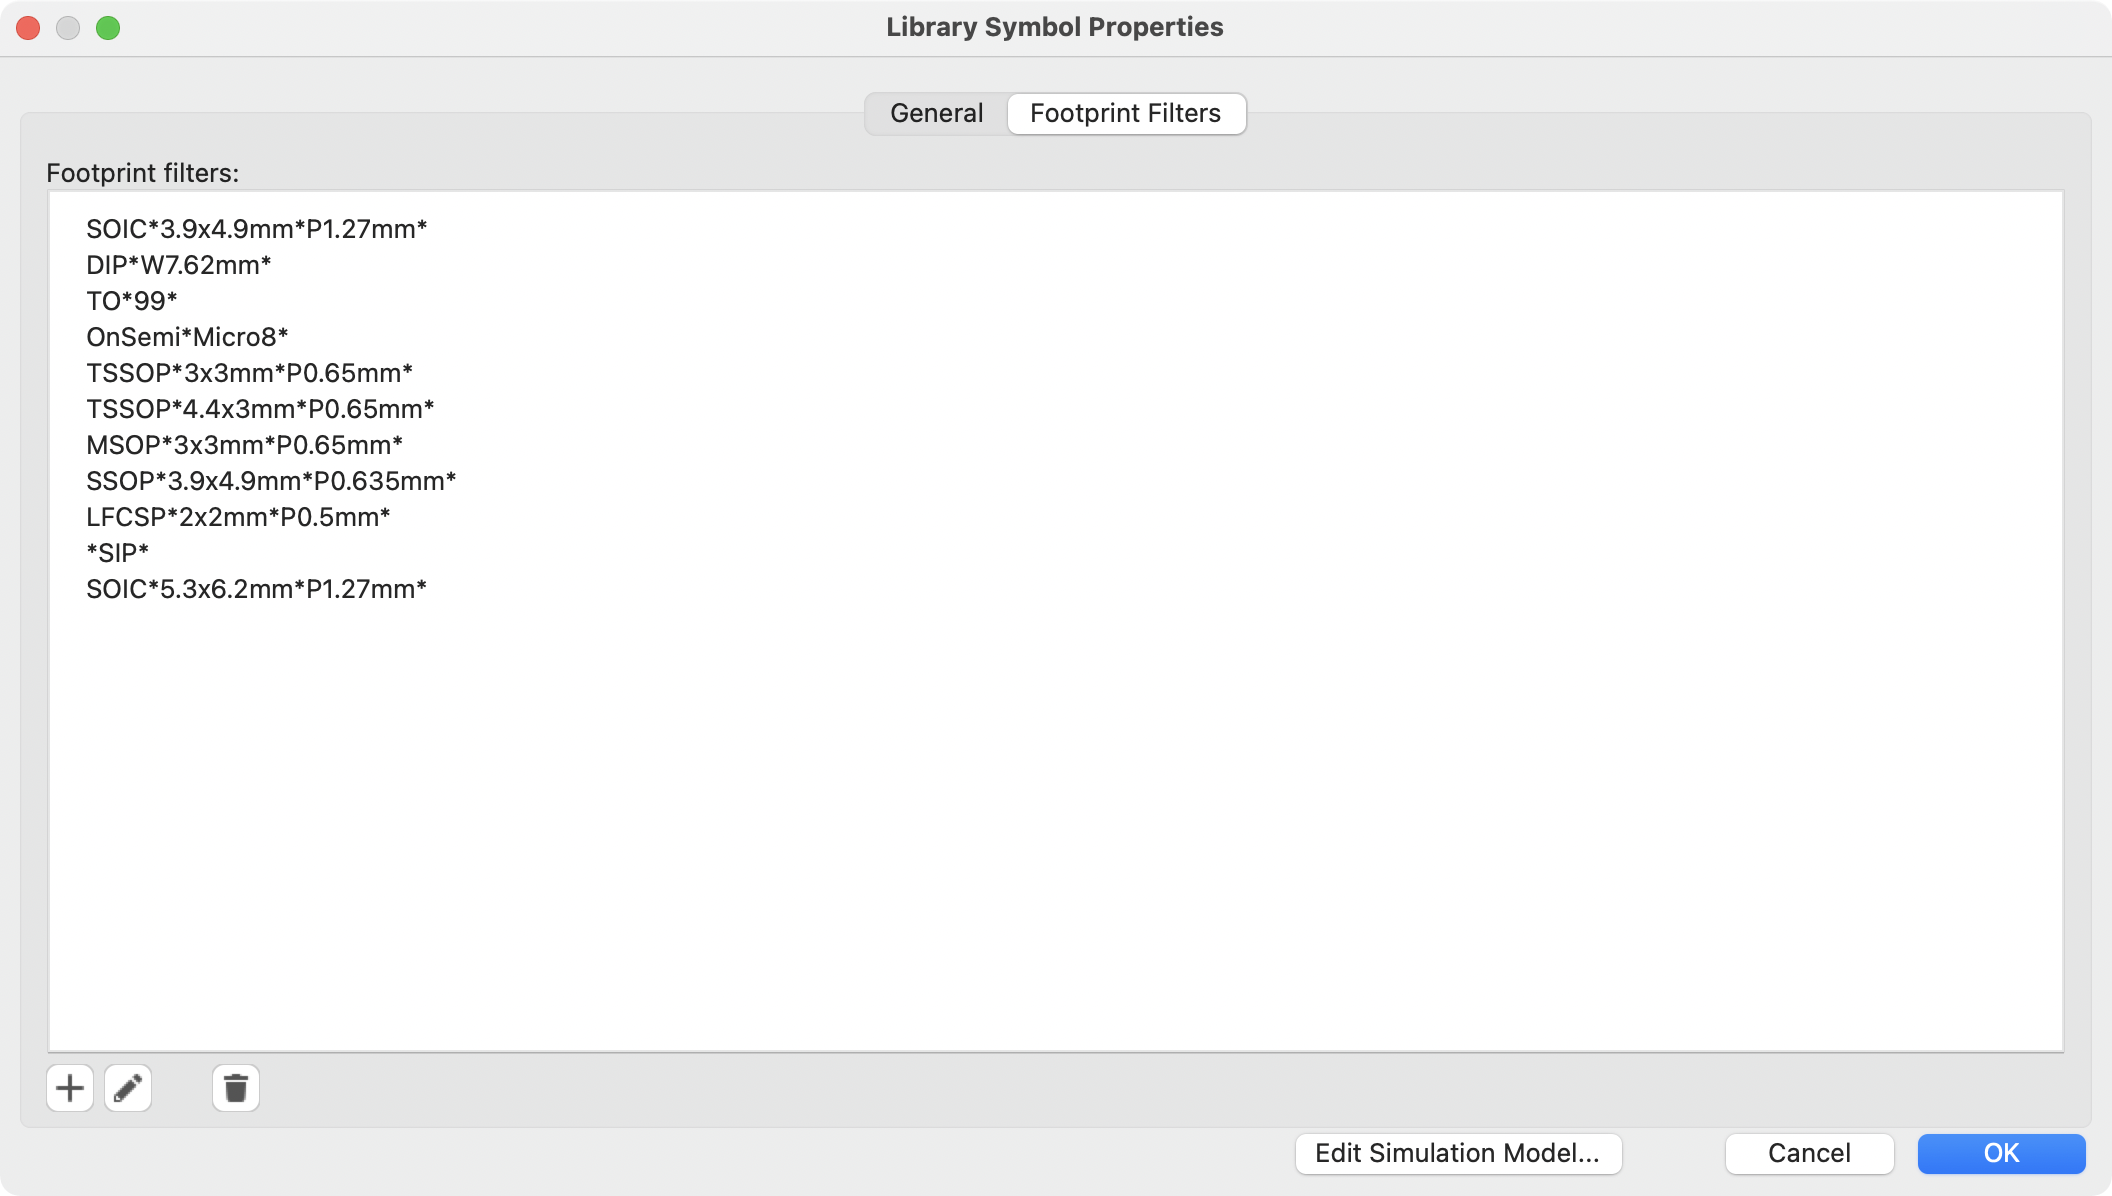 Library Symbol Properties
General
Footprint Filters
Footprint filters:
SOIC*3.9x4.9mm*P1.27mm*
DIP*W7.62mm*
TO*99*
OnSemi*Micro8*
TSSOP*3x3mm*P0.65mm*
TSSOP*4.4x3mm*P0.65mm*
MSOP*3x3mm*P0.65mm*
SSOP*3.9x4.9mm*P0.635mm*
LFCSP*2x2mm*P0.5mm*
*SIP*
SOIC*5.3x6.2mm*P1.27mm*
Edit Simulation Model...
Cancel
OK